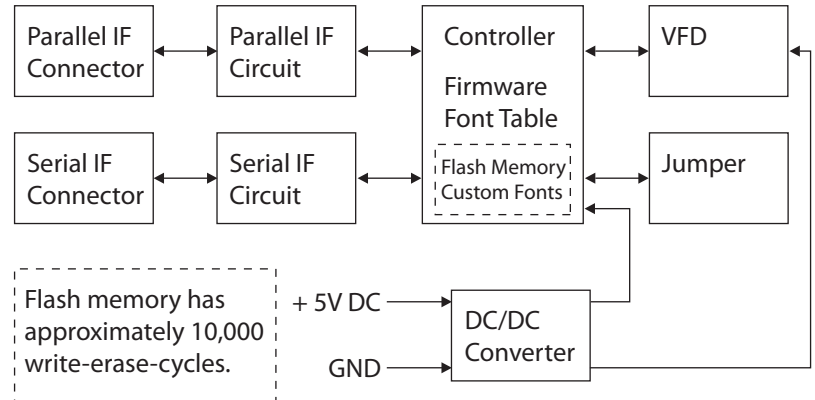 Parallel IF
Connector
Parallel IF
Circuit
Controller
Firmware
Font Table
Flash Memory
Custom Fonts
VFD
Serial IF
Connector
Serial IF
Circuit
Jumper
Flash memory has
approximately 10,000
write-erase-cycles.
+ 5V DC
GND
DC/DC
Converter